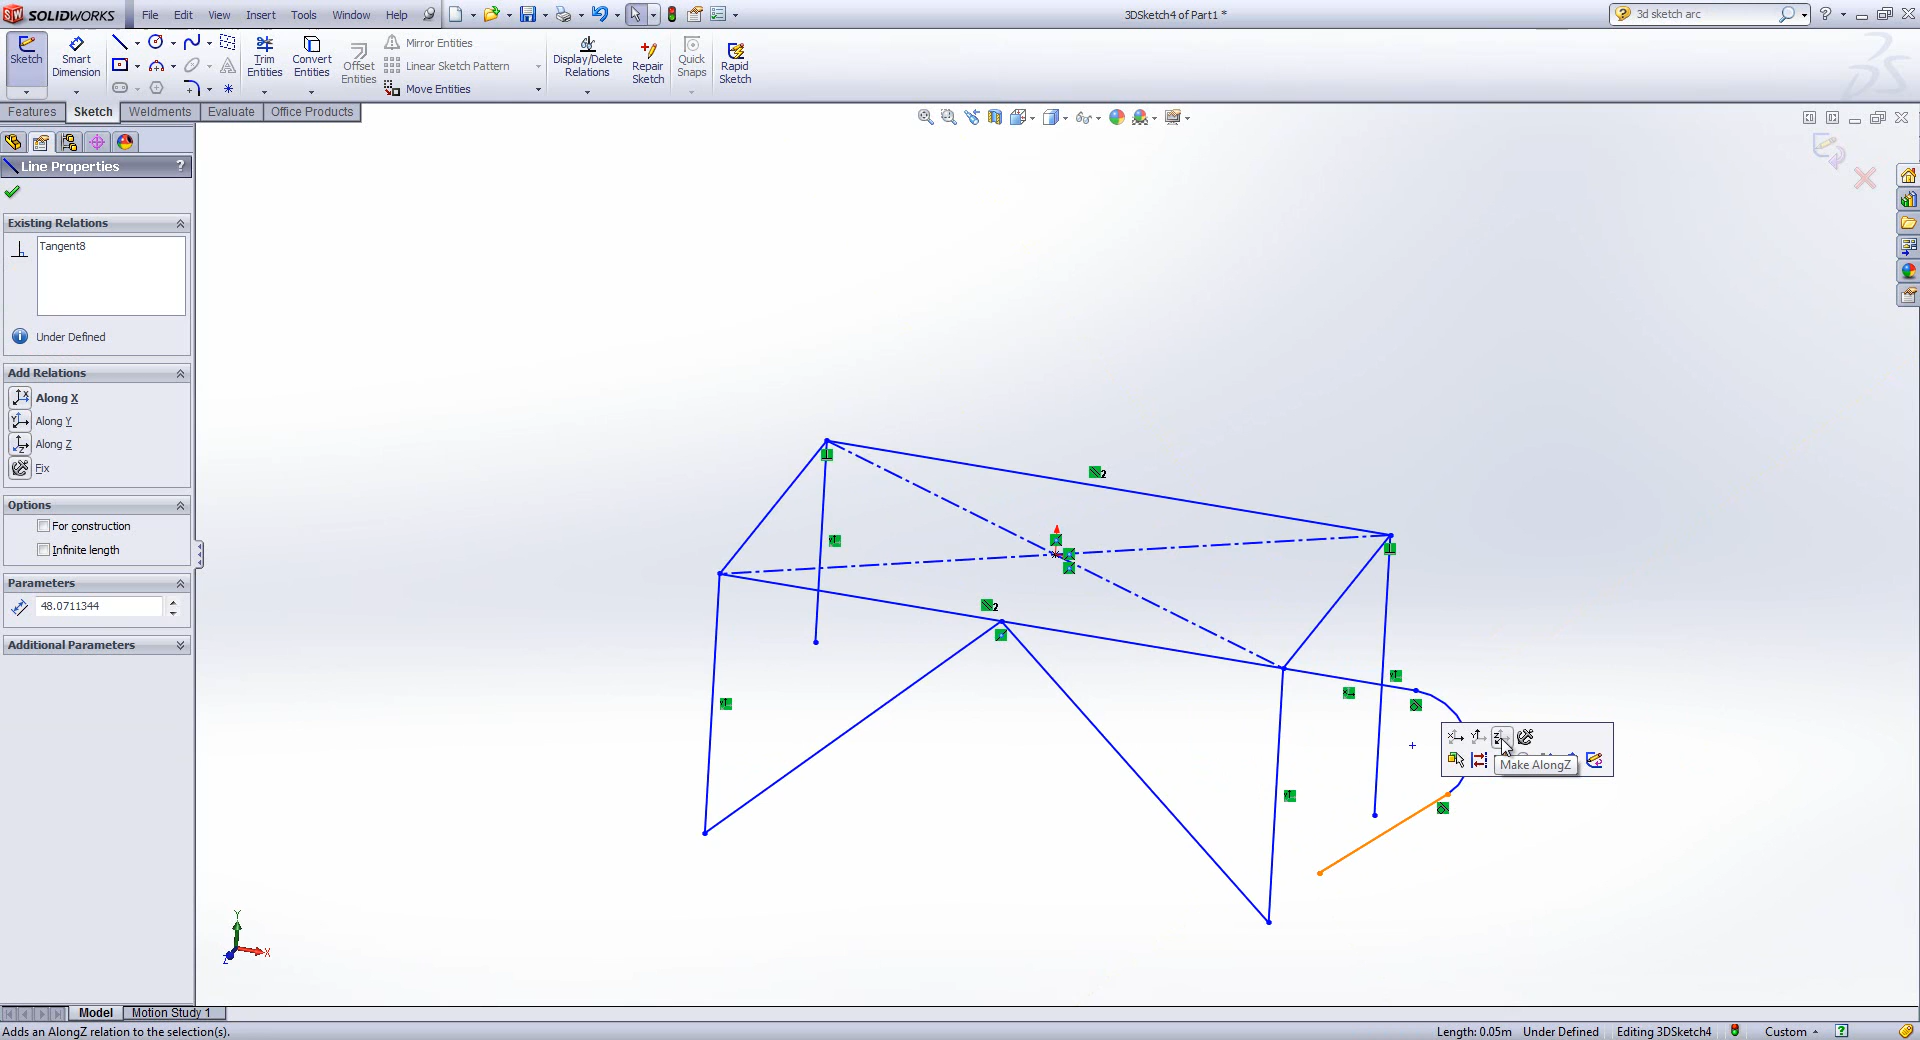 SOLIDWORKS
File Edit View Insert Tools Window Help
3DSketch4 of Part1 *
3d sketch arc
Sketch
Smart Dimension
Trim Entities
Convert Entities
Offset Entities
Mirror Entities
Linear Sketch Pattern
Move Entities
Display/Delete Relations
Repair Sketch
Quick Snaps
Rapid Sketch
Features Sketch Weldments Evaluate Office Products
Line Properties ?
Existing Relations
Tangent8
Under Defined
Add Relations
Along X
Along Y
Along Z
Fix
Options
For construction
Infinite length
Parameters
48.0711344
Additional Parameters
2
2
Make AlongZ
Y
X
Z
Model Motion Study 1
Adds an AlongZ relation to the selection(s).
Length: 0.05m Under Defined Editing 3DSketch4 Custom